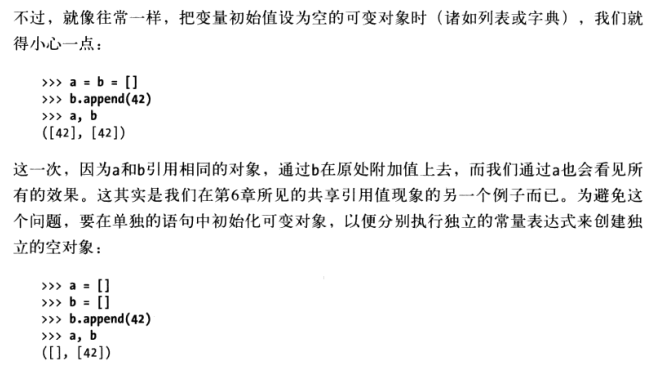 不过，就像往常一样，把变量初始值设为空的可变对象时（诸如列表或字典），我们就
得小心一点：
>>> a = b = []
>>> b.append(42)
>>> a, b
([42], [42])
这一次，因为a和b引用相同的对象，通过b在原处附加值上去，而我们通过a也会看见所
有的效果。这其实是我们在第6章所见的共享引用值现象的另一个例子而已。为避免这
个问题，要在单独的语句中初始化可变对象，以便分别执行独立的常量表达式来创建独
立的空对象：
>>> a = []
>>> b = []
>>> b.append(42)
>>> a, b
([], [42])